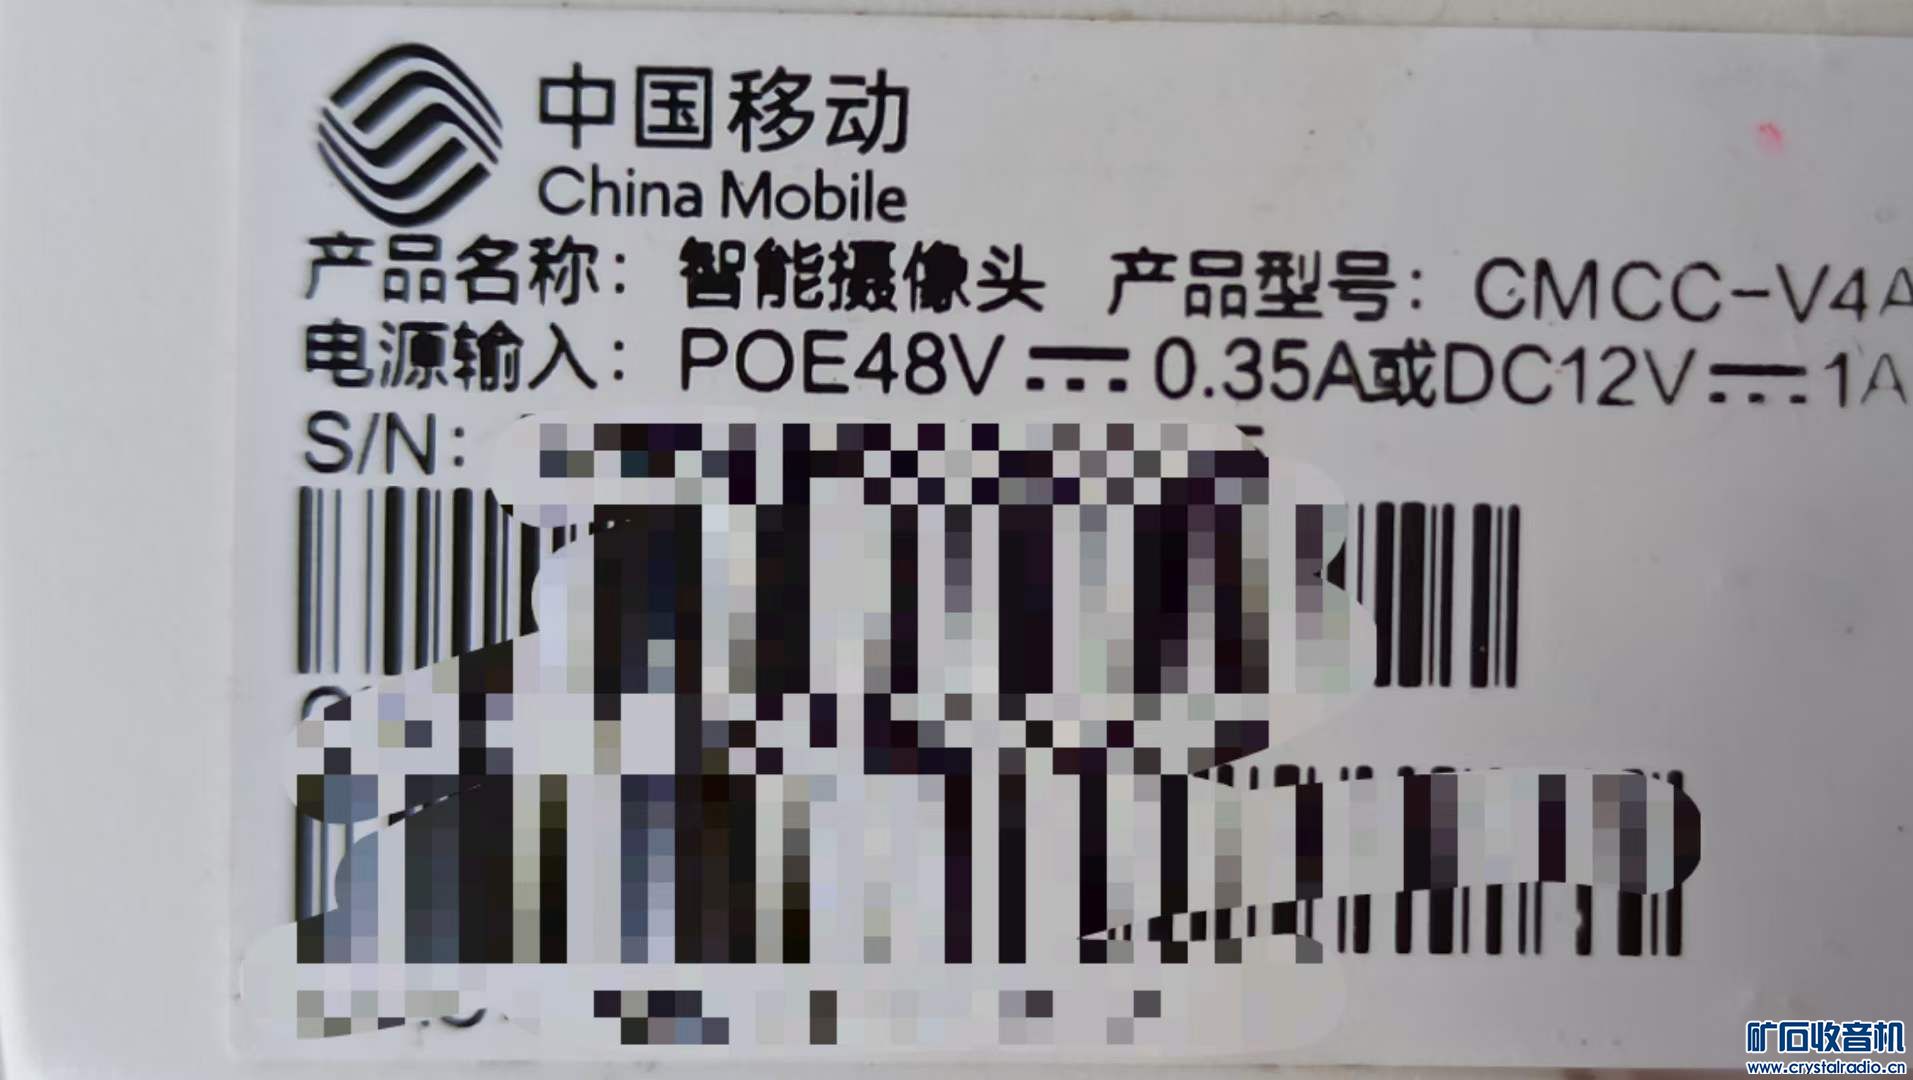 中国移动
China Mobile
产品名称：智能摄像头 产品型号：CMCC-V4A
电源输入：POE48V⎓0.35A或DC12V⎓1A
S/N:
矿石收音机
www.crystalradio.cn